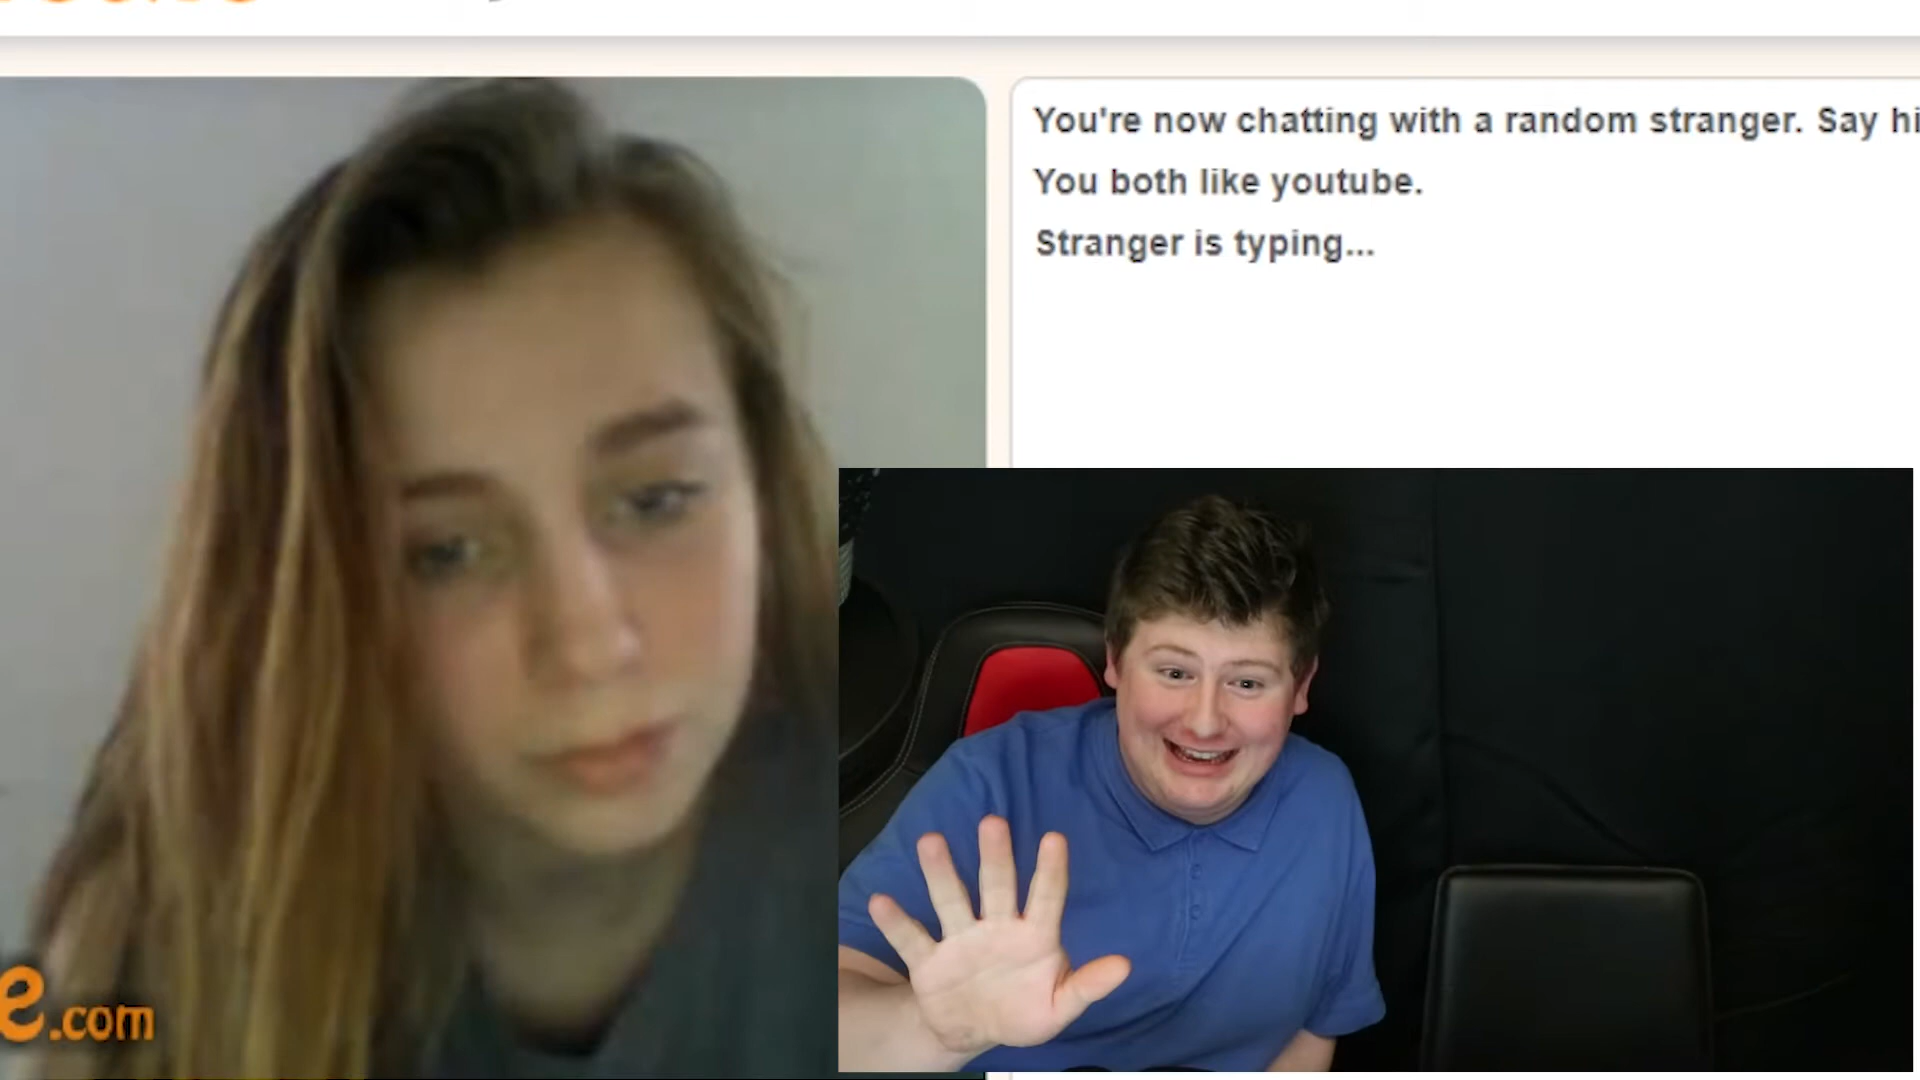 You're now chatting with a random stranger. Say hi
You both like youtube.
Stranger is typing...
e.com